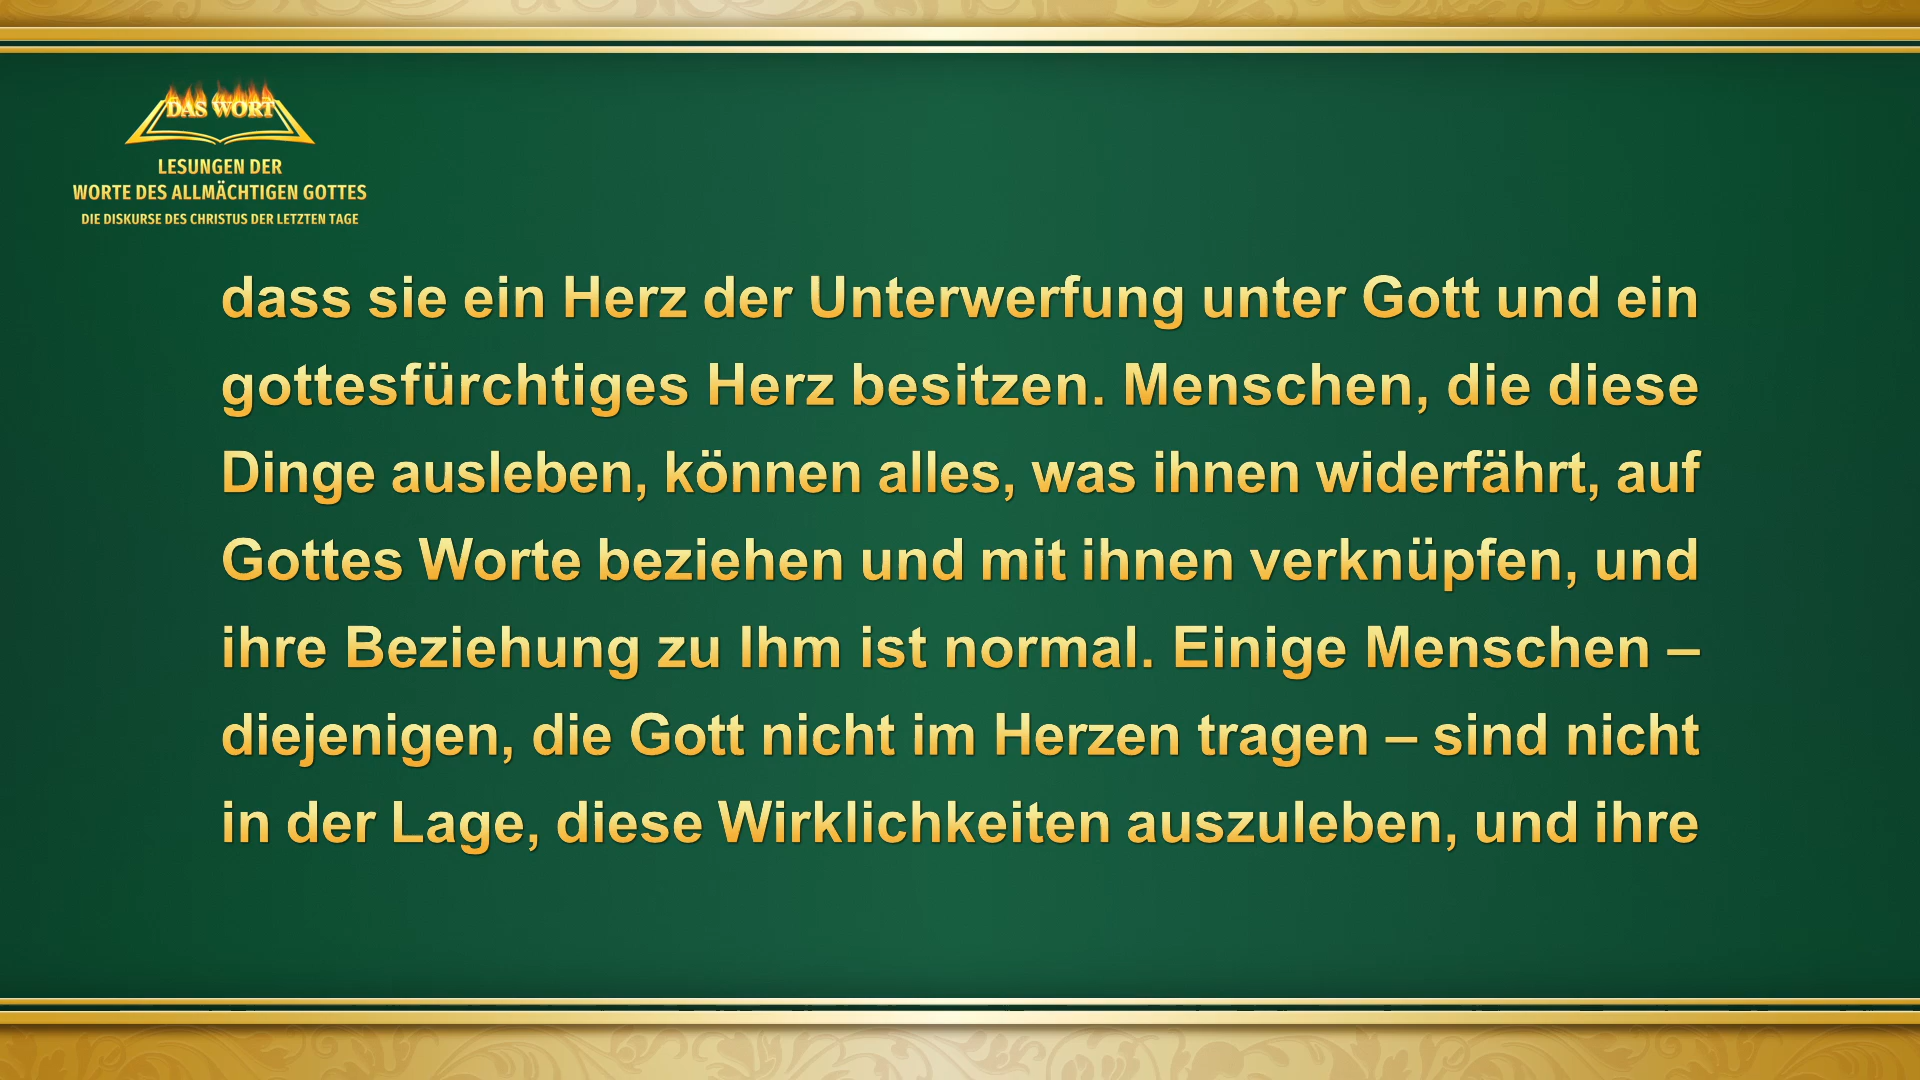 DAS WORT
LESUNGEN DER
WORTE DES ALLMÄCHTIGEN GOTTES
DIE DISKURSE DES CHRISTUS DER LETZTEN TAGE
dass sie ein Herz der Unterwerfung unter Gott und ein
gottesfürchtiges Herz besitzen. Menschen, die diese
Dinge ausleben, können alles, was ihnen widerfährt, auf
Gottes Worte beziehen und mit ihnen verknüpfen, und
ihre Beziehung zu Ihm ist normal. Einige Menschen –
diejenigen, die Gott nicht im Herzen tragen – sind nicht
in der Lage, diese Wirklichkeiten auszuleben, und ihre